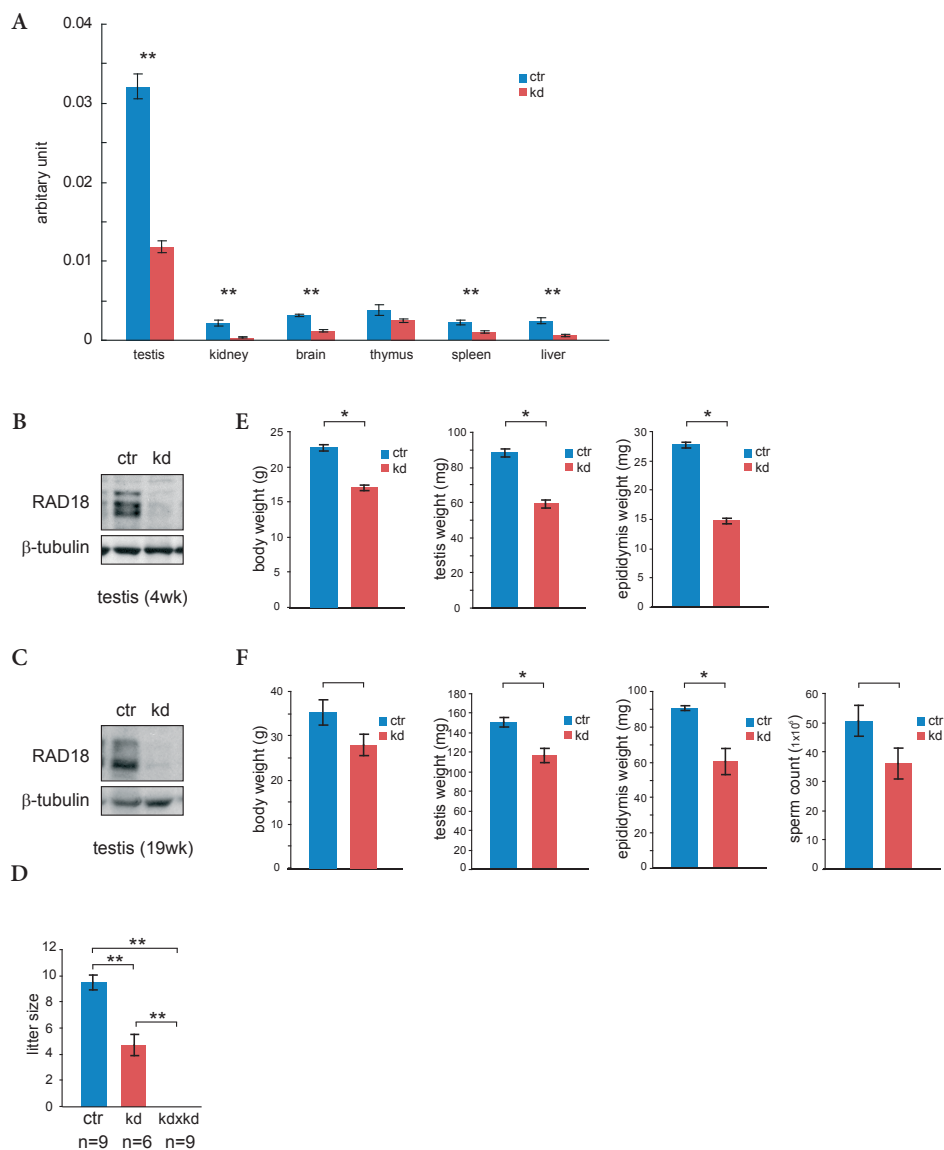 A
0.04
0.03
0.02
0.01
0
arbitary unit
**
**
**
**
**
ctr
kd
testis
kidney
brain
thymus
spleen
liver
B
ctr kd
RAD18
β-tubulin
testis (4wk)
E
body weight (g)
25
20
15
10
5
0
*
ctr
kd
testis weight (mg)
100
80
60
40
20
0
*
ctr
kd
epididymis weight (mg)
30
25
20
15
10
5
0
*
ctr
kd
C
ctr kd
RAD18
β-tubulin
testis (19wk)
F
body weight (g)
40
30
20
10
0
ctr
kd
testis weight (mg)
180
160
140
120
100
80
60
40
20
0
*
ctr
kd
epididymis weight (mg)
100
80
60
40
20
0
*
ctr
kd
sperm count
60
50
40
30
20
10
0
ctr
kd
D
litter size
12
10
8
6
4
2
0
**
**
**
ctr
kd
kdxkd
n=9
n=6
n=9